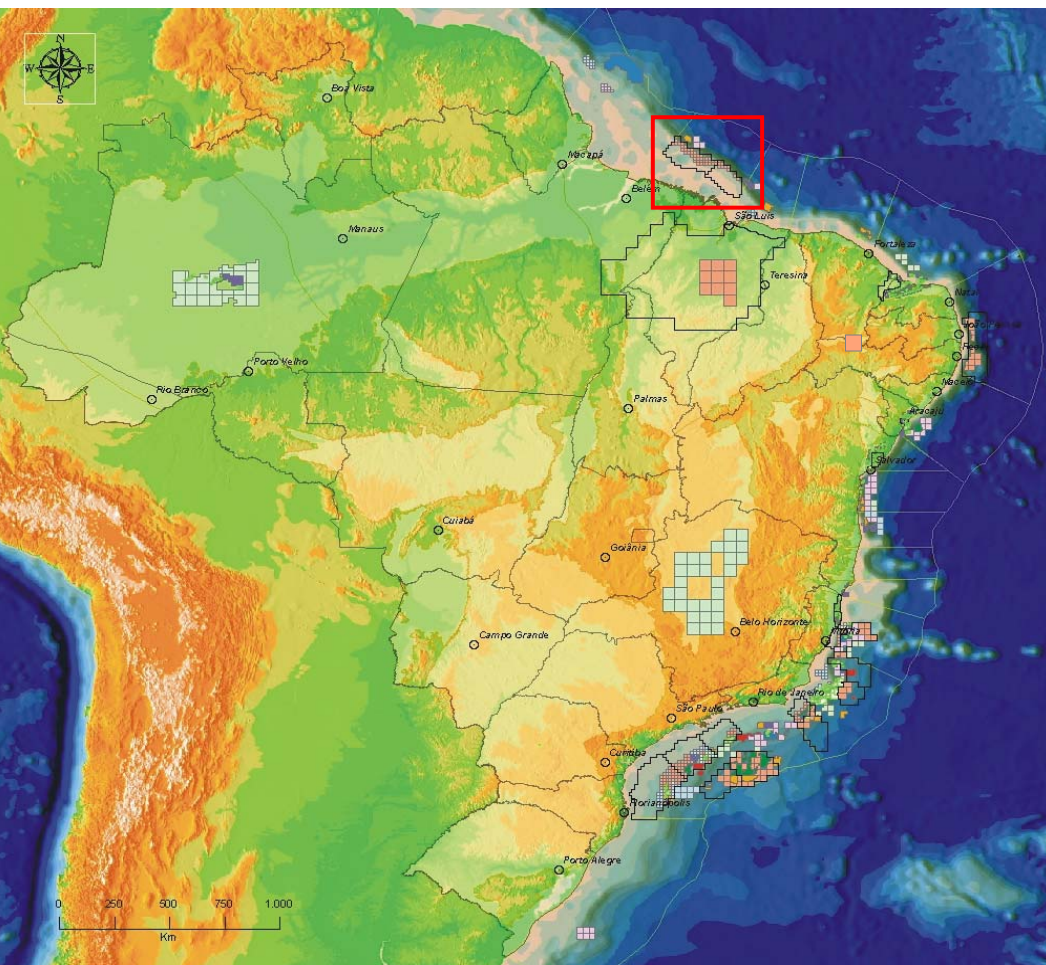 N
W E
S
Boa Vista
Macapá
Belém
São Luís
Manaus
Fortaleza
Teresina
Natal
Porto Velho
Rio Branco
Maceió
Palmas
Aracaju
Salvador
Cuiabá
Goiânia
Campo Grande
Belo Horizonte
Rio de Janeiro
São Paulo
Curitiba
Florianópolis
Porto Alegre
0 250 500 750 1.000
Km